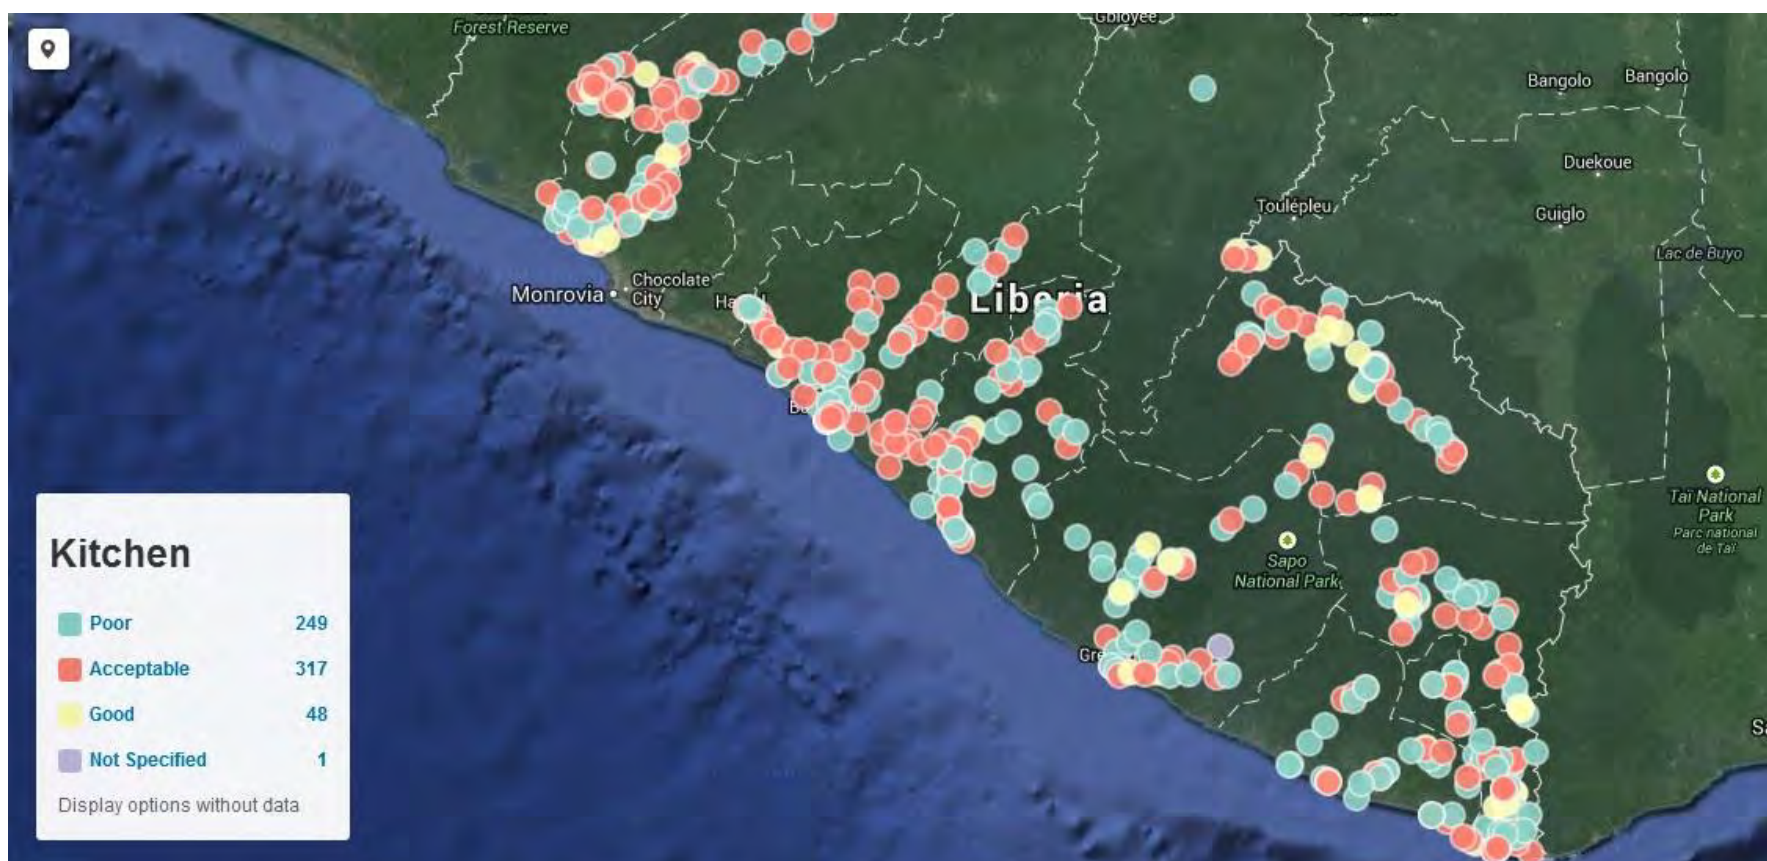 Forest Reserve
Gbloyee
Bangolo
Bangolo
Duekoue
Toulépleu
Guiglo
Lac de Buyo
Monrovia
Chocolate
City
Liberia
Taï National
Park
Parc national
de Taï
Sapo
National Park
Kitchen
Poor 249
Acceptable 317
Good 48
Not Specified 1
Display options without data